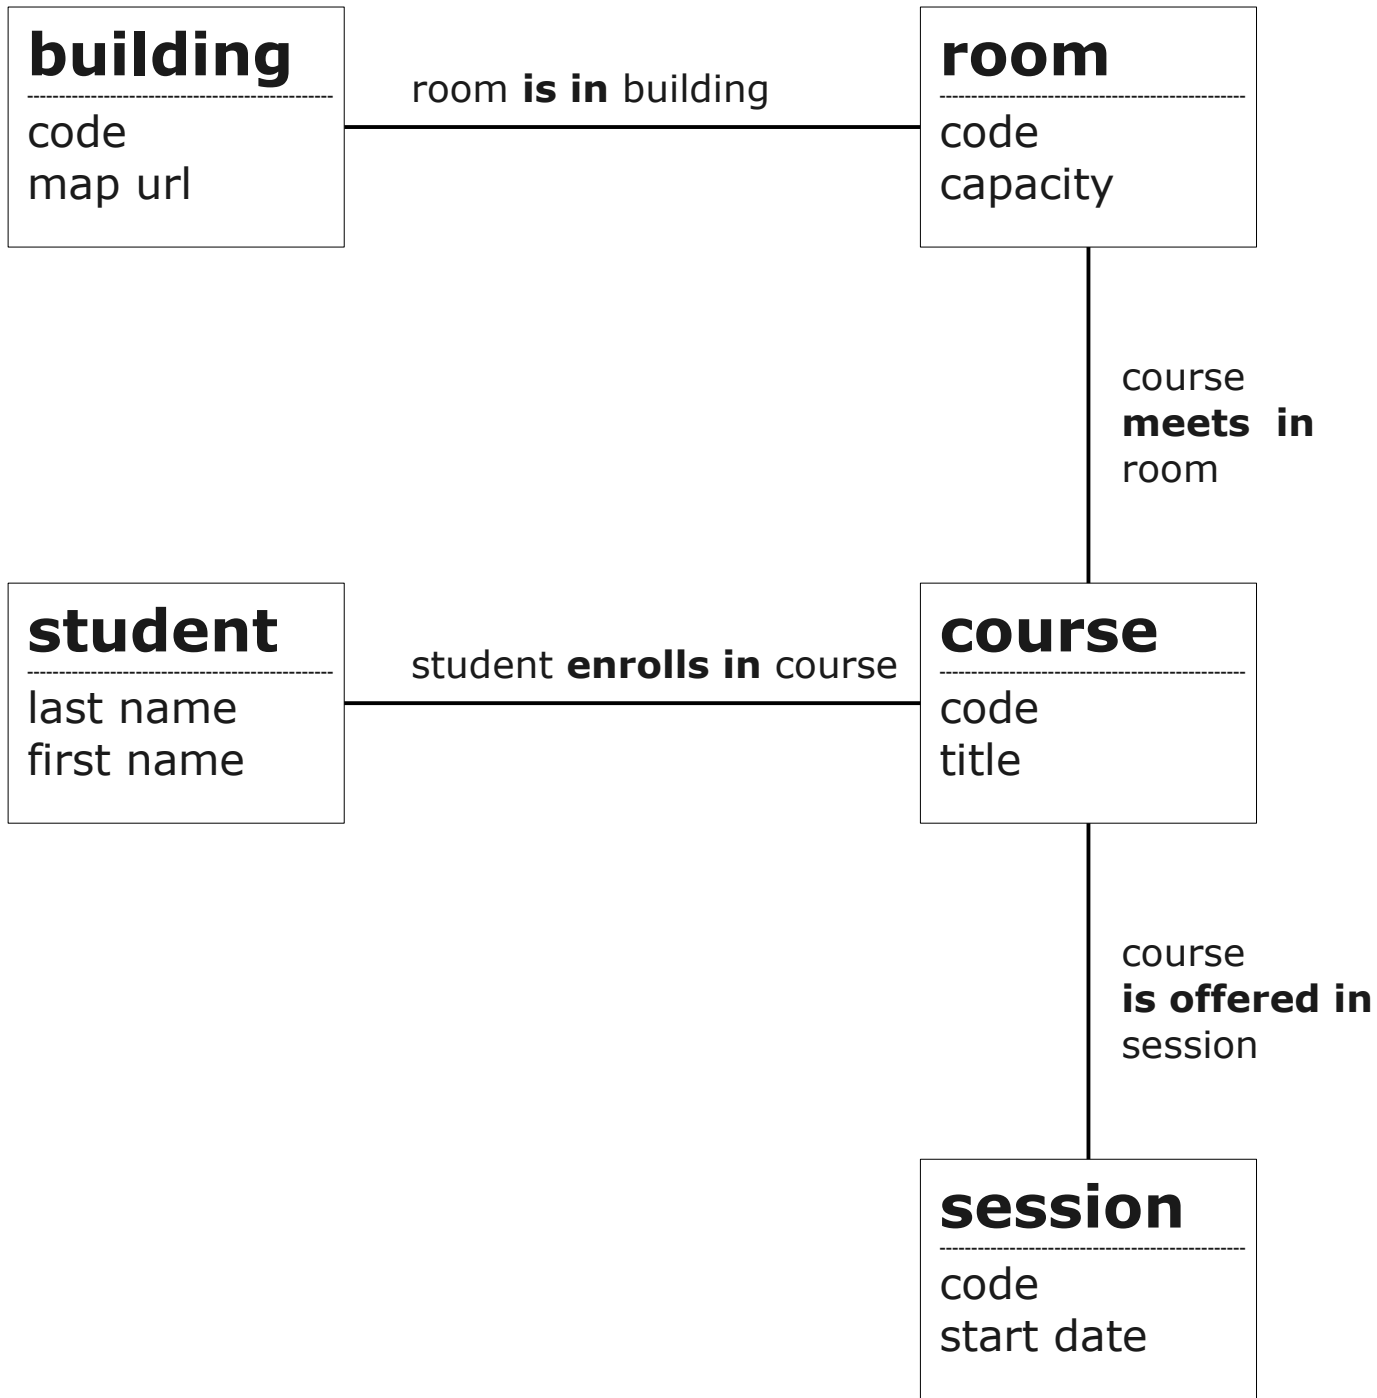 building
code
map url
room is in building
room
code
capacity
course
meets  in
room
student
last name
first name
student enrolls in course
course
code
title
course
is offered in
session
session
code
start date